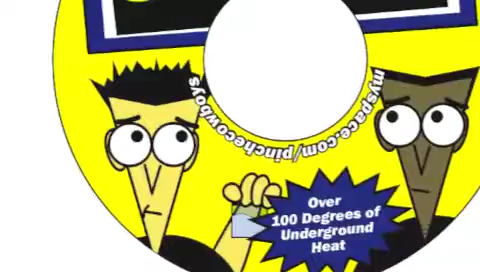 myspace.com/pinchecowboys
Over
100 Degrees of
Underground
Heat